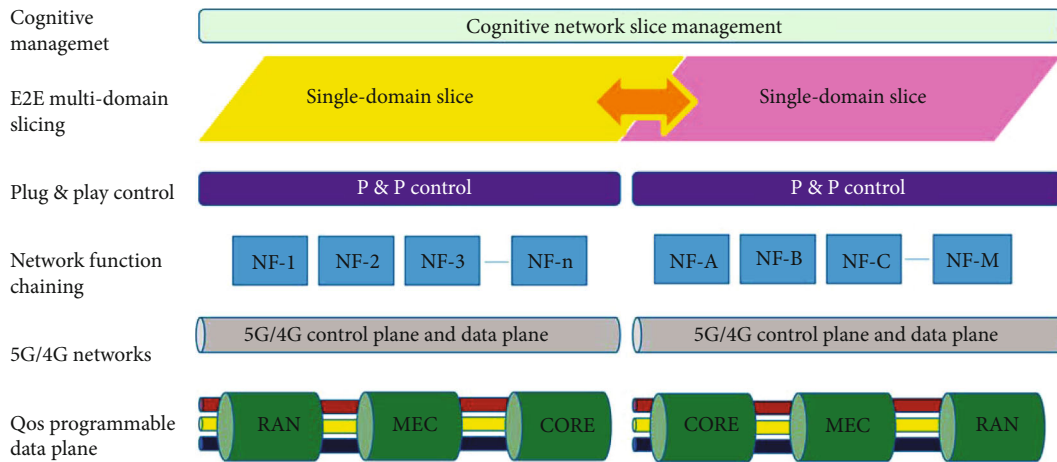 Cognitive
managemet
Cognitive network slice management
E2E multi-domain
slicing
Single-domain slice
Single-domain slice
Plug & play control
P & P control
P & P control
Network function
chaining
NF-1
NF-2
NF-3
NF-n
NF-A
NF-B
NF-C
NF-M
5G/4G networks
5G/4G control plane and data plane
5G/4G control plane and data plane
Qos programmable
data plane
RAN
MEC
CORE
CORE
MEC
RAN